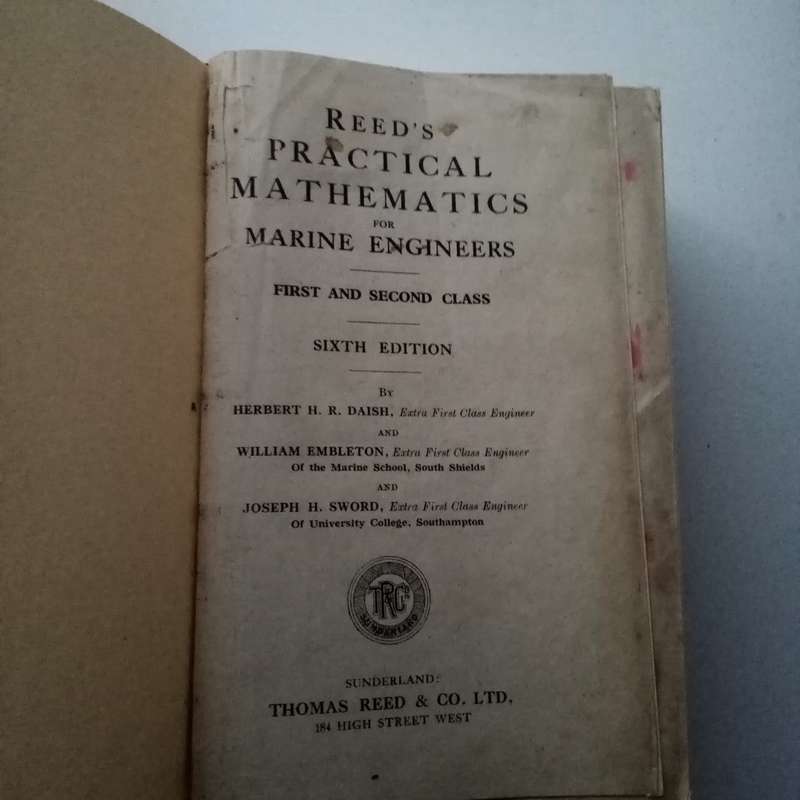 REED'S
PRACTICAL
MATHEMATICS
FOR
MARINE ENGINEERS
FIRST AND SECOND CLASS
SIXTH EDITION
By
HERBERT H. R. DAISH, Extra First Class Engineer
AND
WILLIAM EMBLETON, Extra First Class Engineer
Of the Marine School, South Shields
AND
JOSEPH H. SWORD, Extra First Class Engineer
Of University College, Southampton
TRCo
SUNDERLAND
SUNDERLAND:
THOMAS REED & CO. LTD.
184 HIGH STREET WEST